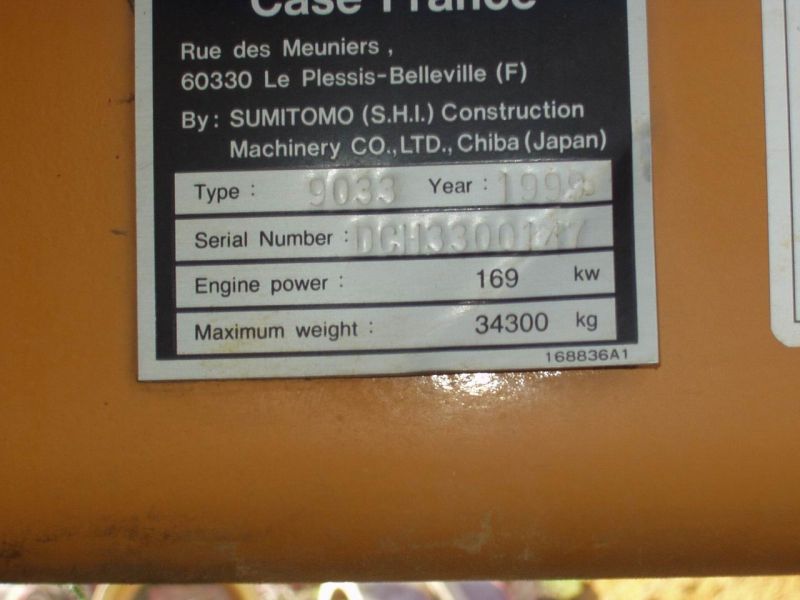 Case France
Rue des Meuniers ,
60330 Le Plessis-Belleville (F)
By: SUMITOMO (S.H.I.) Construction
Machinery CO.,LTD., Chiba (Japan)
Type : 9033 Year : 1999
Serial Number :
Engine power : 169 kw
Maximum weight : 34300 kg
168836A1